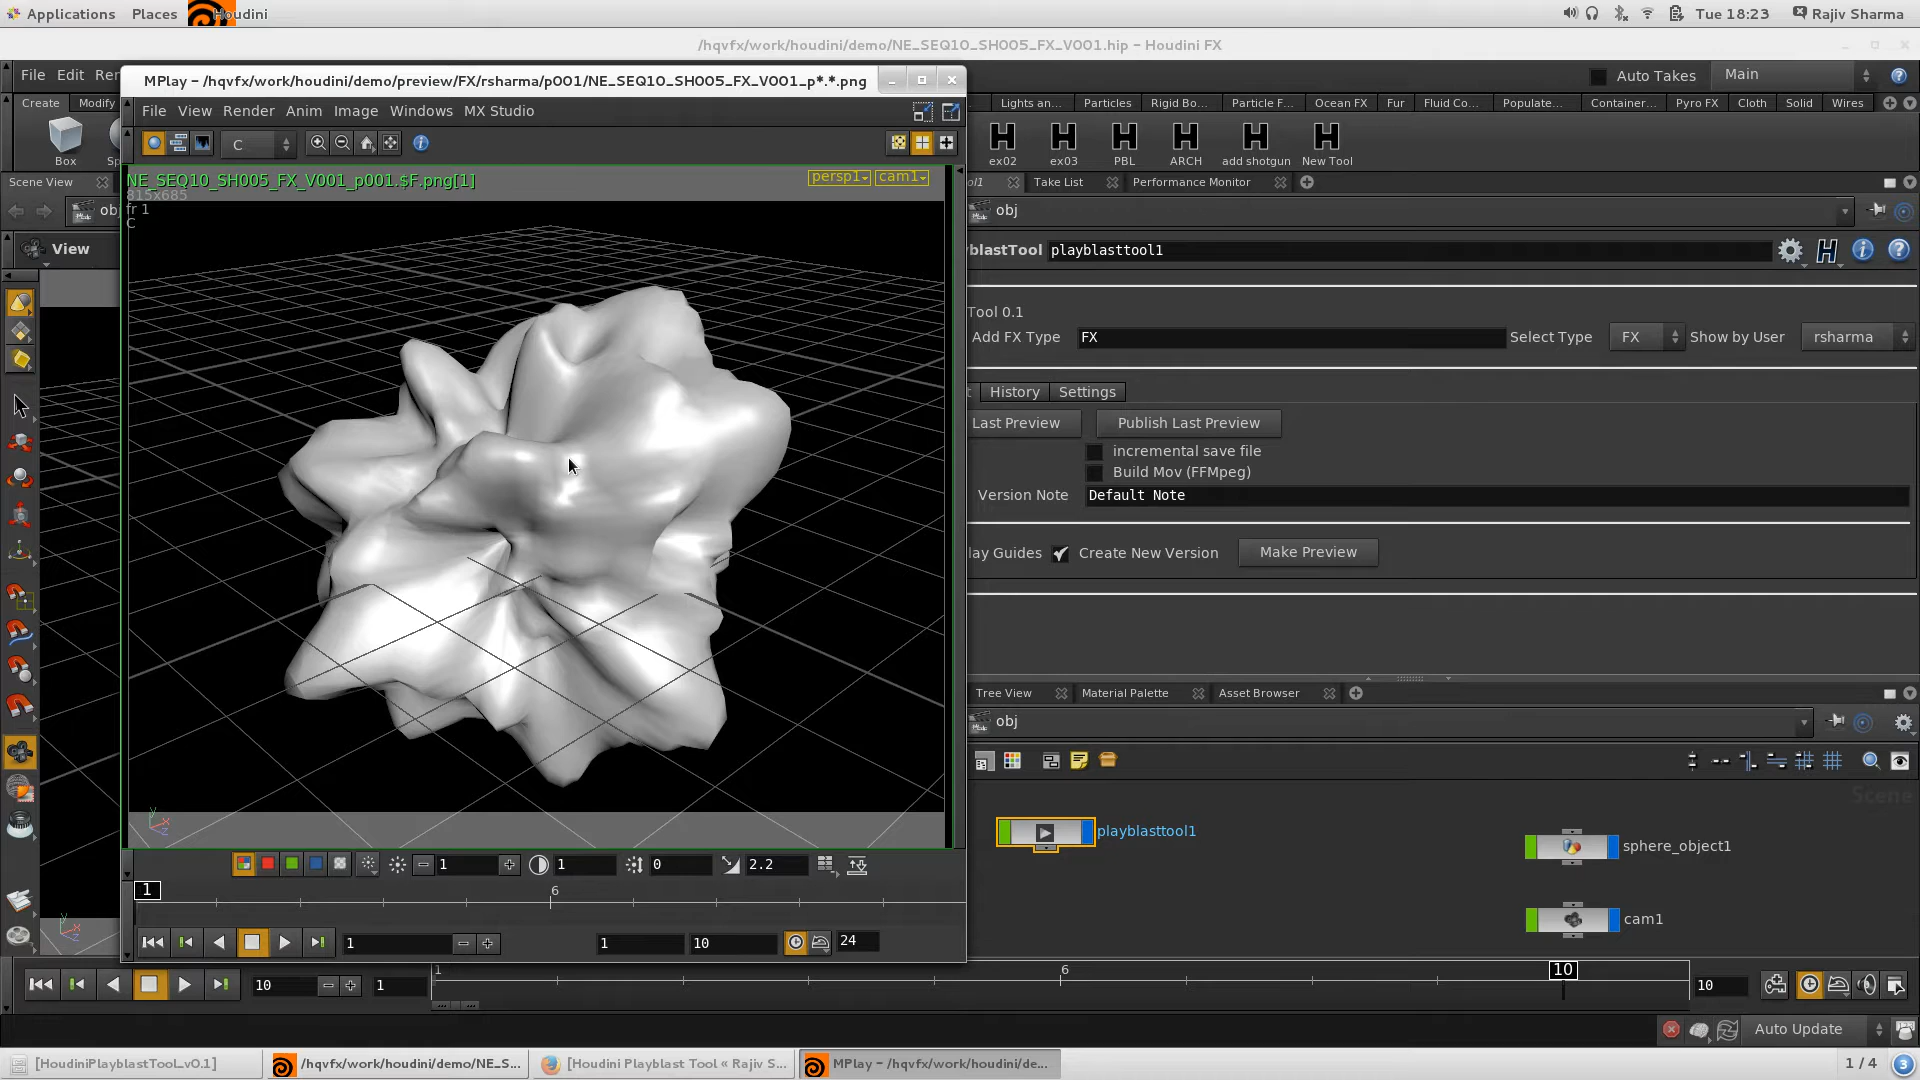 Applications Places Houdini Tue 18:23 Rajiv Sharma
/hqvfx/work/houdini/demo/NE_SEQ10_SH005_FX_V001.hip - Houdini FX
File Edit Ren Auto Takes Main
MPlay - /hqvfx/work/houdini/demo/preview/FX/rsharma/p001/NE_SEQ10_SH005_FX_V001_p*.*.png
Create Modify Lights an... Particles Rigid Bo... Particle F... Ocean FX Fur Fluid Co... Populate... Container... Pyro FX Cloth Solid Wires
File View Render Anim Image Windows MX Studio
C
Box Sp ex02 ex03 PBL ARCH add shotgun New Tool
Scene View Take List Performance Monitor
NE_SEQ10_SH005_FX_V001_p001.$F.png[1]
815x685
fr 1
C
persp1 cam1
obj obj
View
blastTool playblasttool1
Tool 0.1
Add FX Type FX Select Type FX Show by User rsharma
History Settings
Last Preview Publish Last Preview
incremental save file
Build Mov (FFMpeg)
Version Note Default Note
lay Guides Create New Version Make Preview
Tree View Material Palette Asset Browser
obj
Scene
playblasttool1
sphere_object1
cam1
y x z
1 1 0 2.2
1 6
1 1 10 24
10 1 1 6 10 10
Auto Update
[HoudiniPlayblastTool_v0.1] /hqvfx/work/houdini/demo/NE_S... [Houdini Playblast Tool « Rajiv S... MPlay - /hqvfx/work/houdini/de... 1 / 4 3